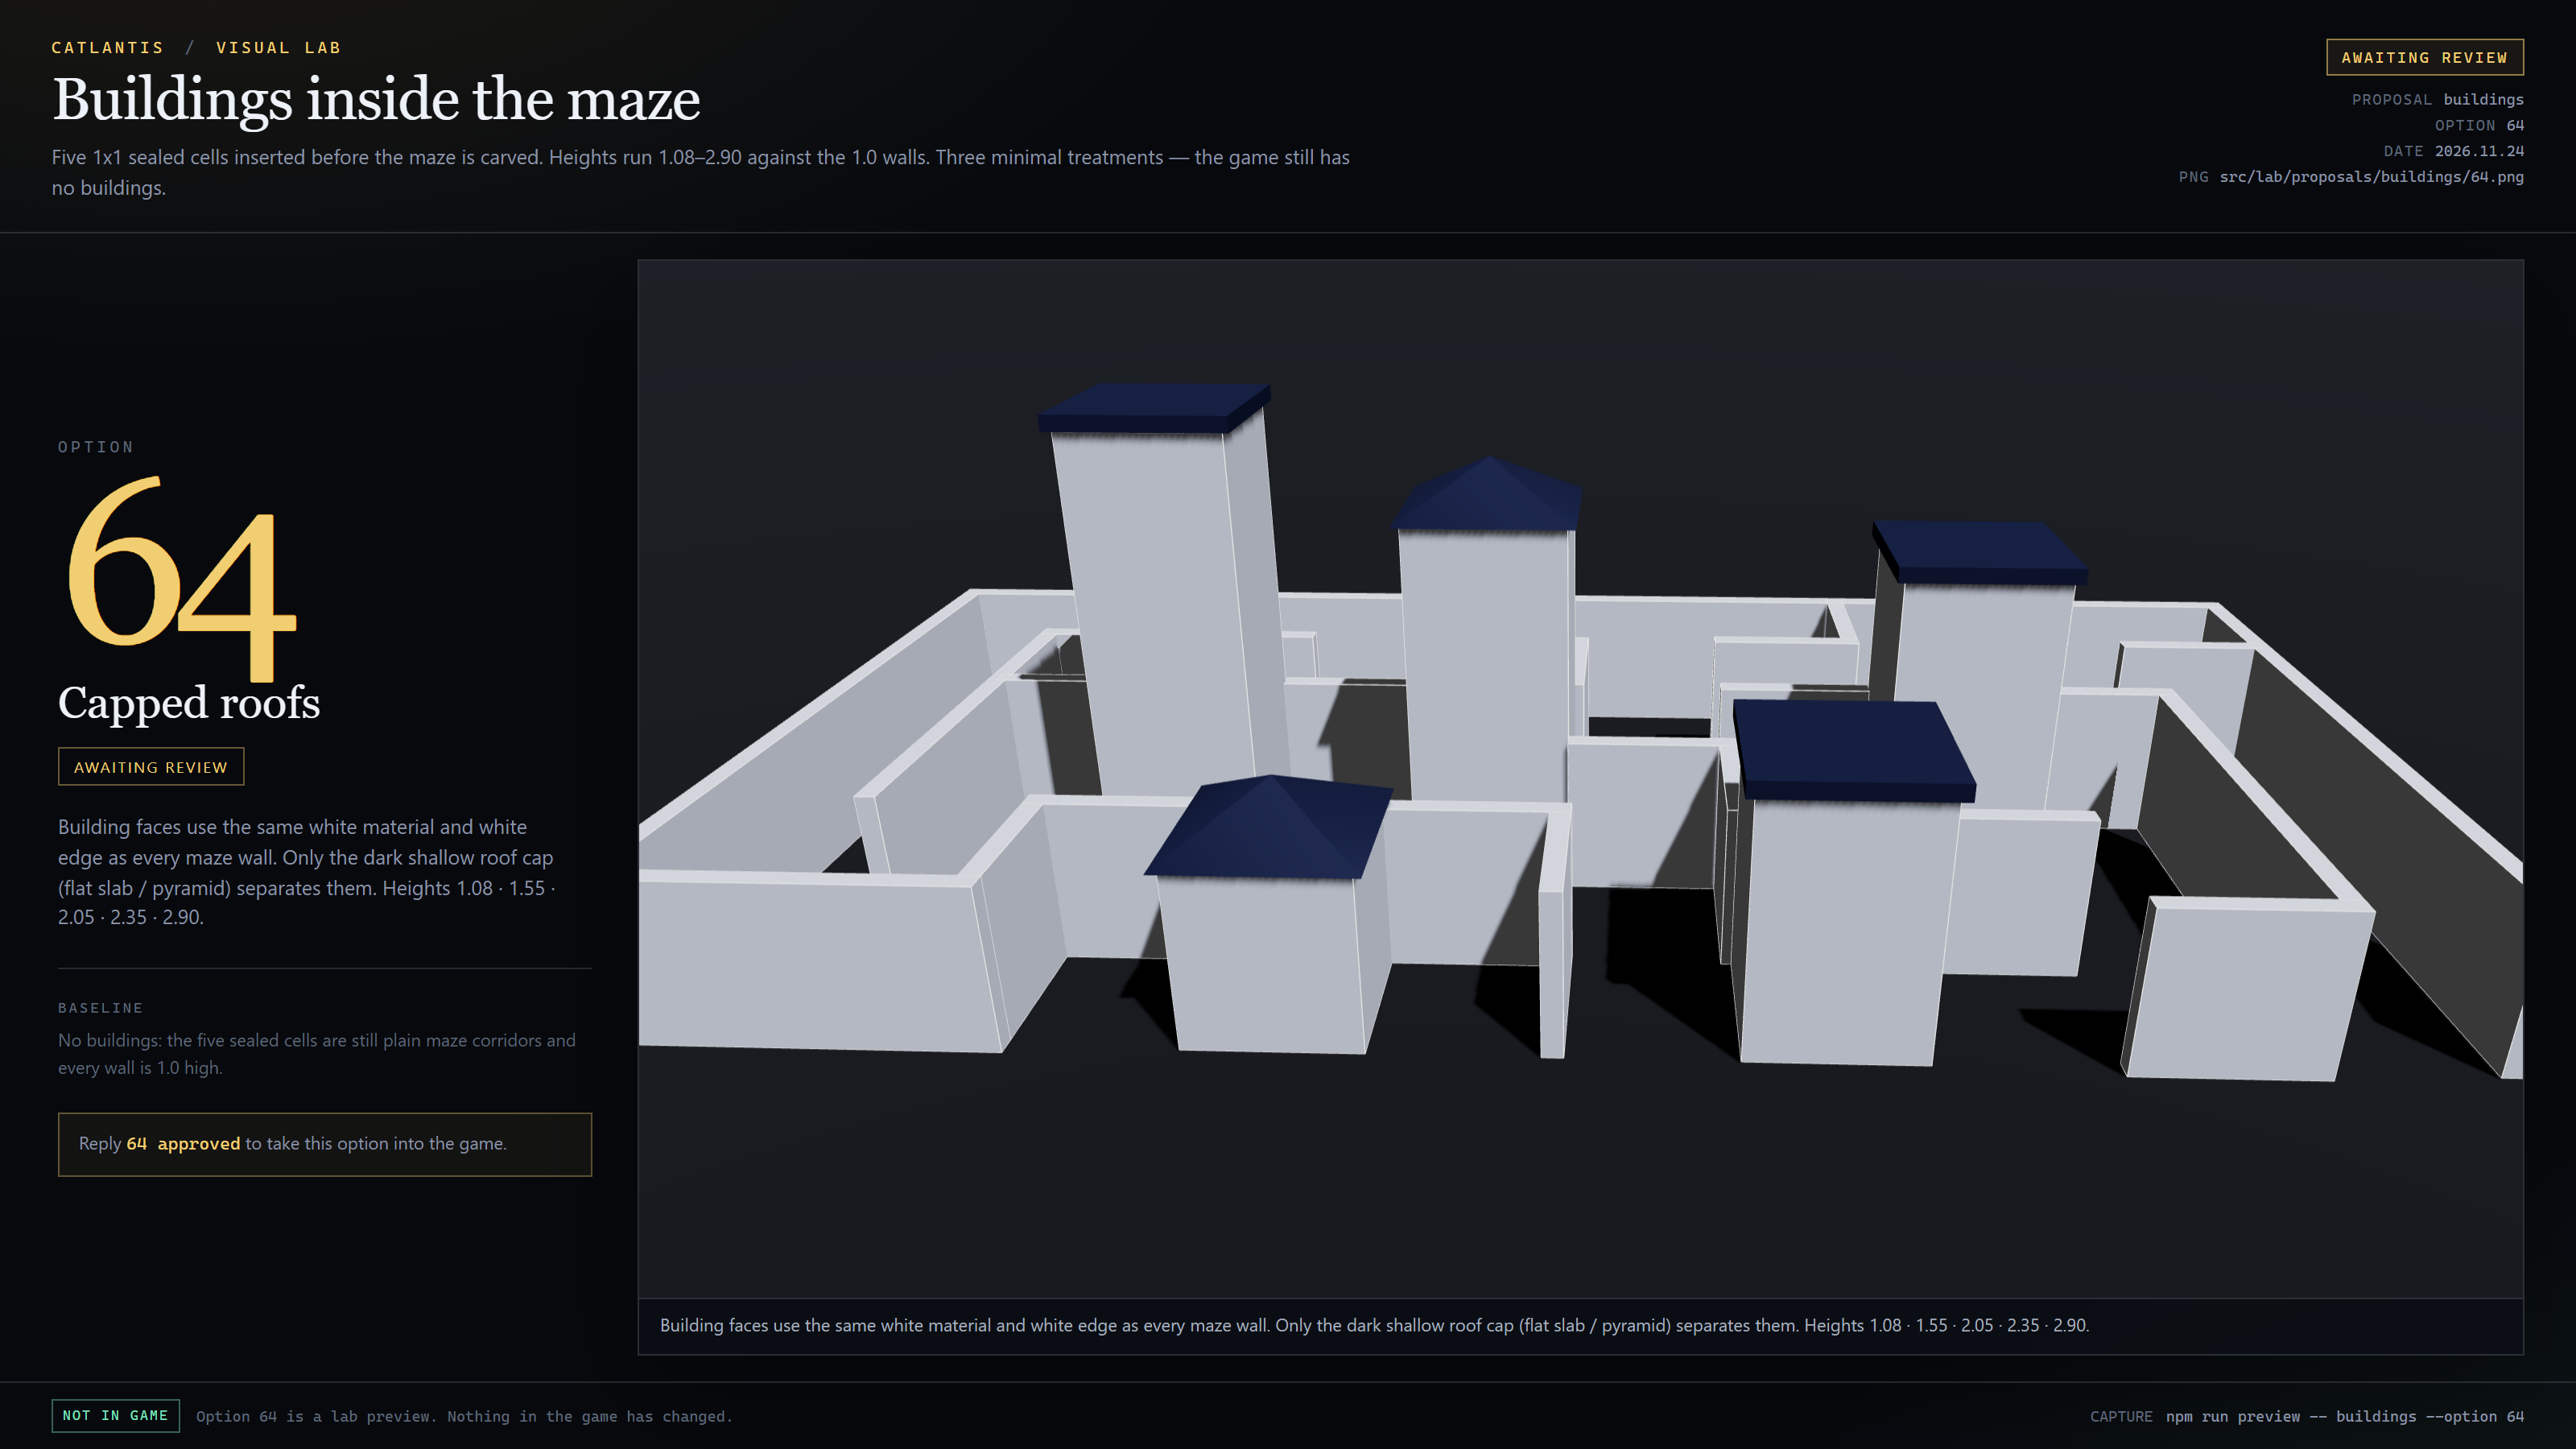 CATLANTIS / VISUAL LAB
Buildings inside the maze
Five 1x1 sealed cells inserted before the maze is carved. Heights run 1.08–2.90 against the 1.0 walls. Three minimal treatments — the game still has
no buildings.
AWAITING REVIEW
PROPOSAL buildings
OPTION 64
DATE 2026.11.24
PNG src/lab/proposals/buildings/64.png
OPTION
64
Capped roofs
AWAITING REVIEW
Building faces use the same white material and white
edge as every maze wall. Only the dark shallow roof cap
(flat slab / pyramid) separates them. Heights 1.08 · 1.55 ·
2.05 · 2.35 · 2.90.
BASELINE
No buildings: the five sealed cells are still plain maze corridors and
every wall is 1.0 high.
Reply 64 approved to take this option into the game.
Building faces use the same white material and white edge as every maze wall. Only the dark shallow roof cap (flat slab / pyramid) separates them. Heights 1.08 · 1.55 · 2.05 · 2.35 · 2.90.
NOT IN GAME
Option 64 is a lab preview. Nothing in the game has changed.
CAPTURE npm run preview -- buildings --option 64